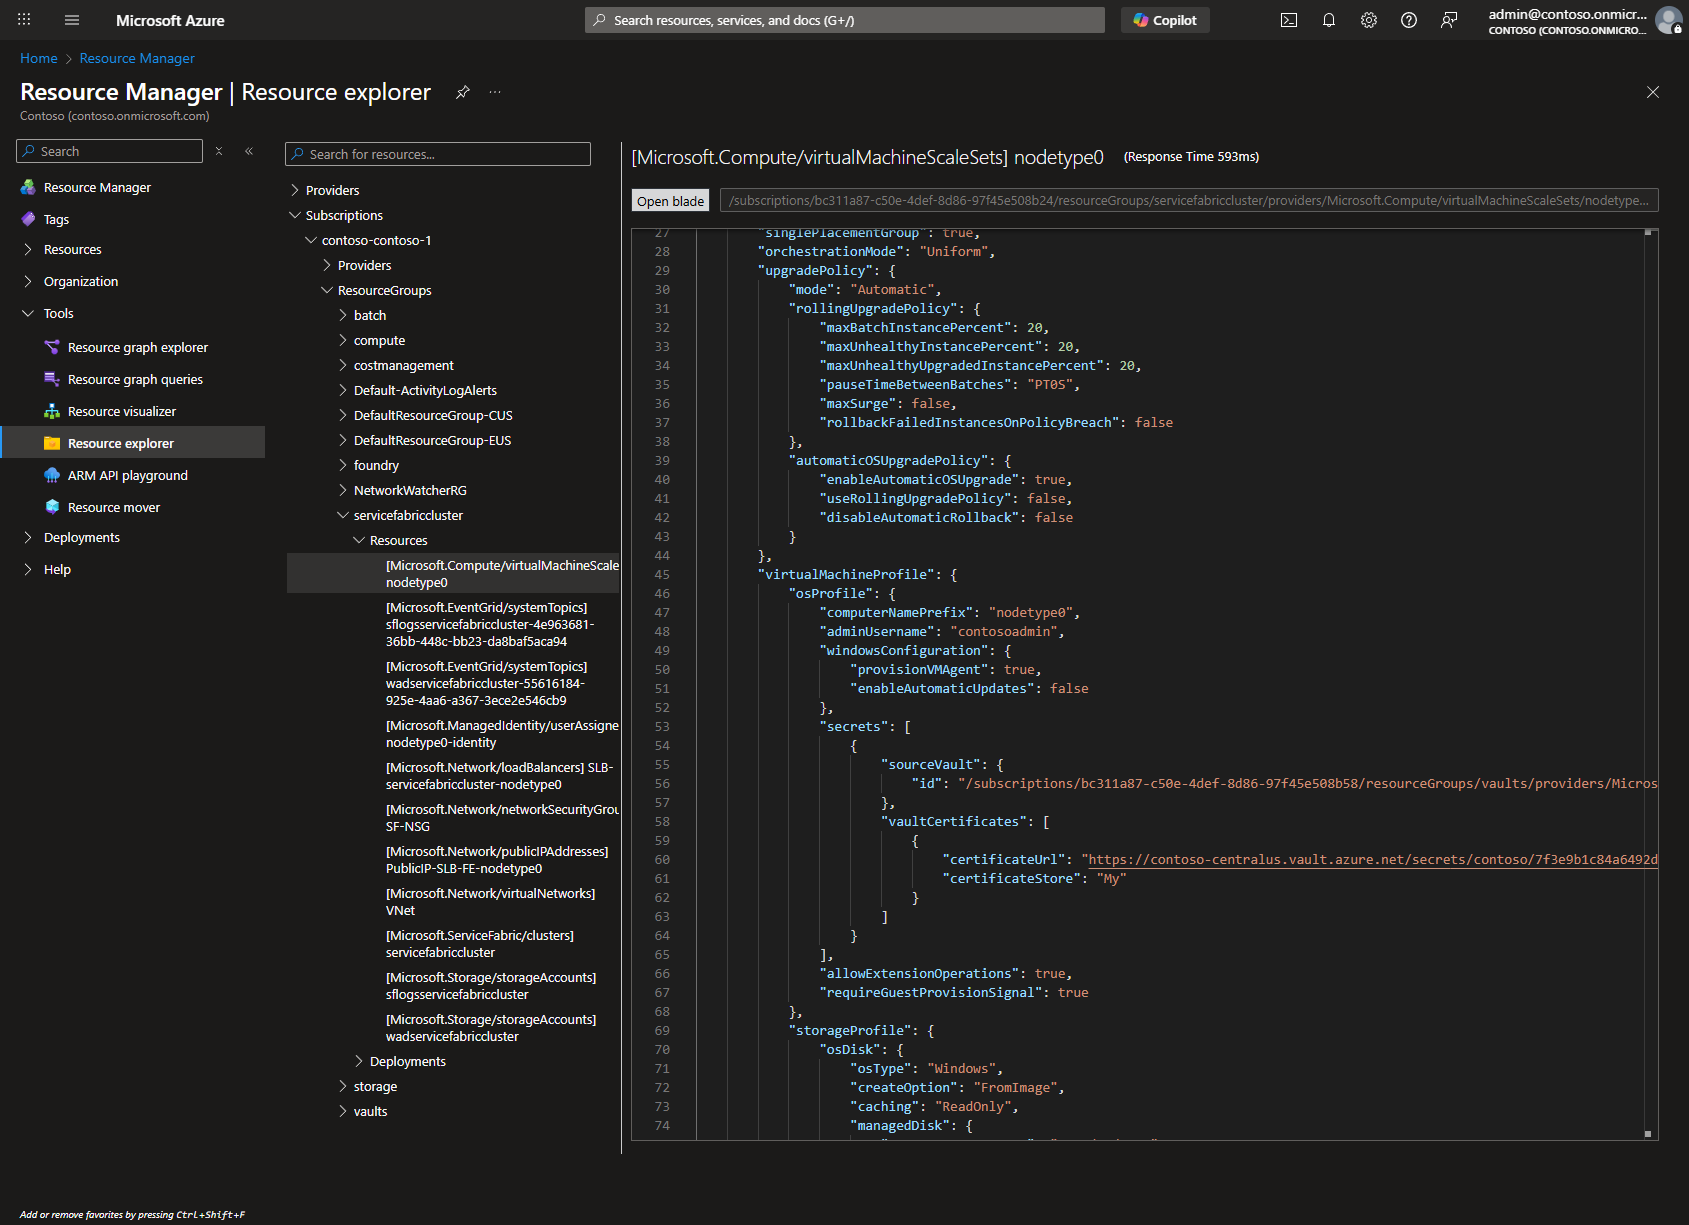 Microsoft Azure
Search resources, services, and docs (G+/)
Copilot
admin@contoso.onmicr...
CONTOSO (CONTOSO.ONMICRO...
Home > Resource Manager
Resource Manager | Resource explorer
Contoso (contoso.onmicrosoft.com)
Search
Resource Manager
Tags
Resources
Organization
Tools
Resource graph explorer
Resource graph queries
Resource visualizer
Resource explorer
ARM API playground
Resource mover
Deployments
Help
Add or remove favorites by pressing Ctrl+Shift+F
Search for resources...
Providers
Subscriptions
contoso-contoso-1
Providers
ResourceGroups
batch
compute
costmanagement
Default-ActivityLogAlerts
DefaultResourceGroup-CUS
DefaultResourceGroup-EUS
foundry
NetworkWatcherRG
servicefabriccluster
Resources
[Microsoft.Compute/virtualMachineScale
nodetype0
[Microsoft.EventGrid/systemTopics]
sflogsservicefabriccluster-4e963681-
36bb-448c-bb23-da8baf5aca94
[Microsoft.EventGrid/systemTopics]
wadservicefabriccluster-55616184-
925e-4aa6-a367-3ece2e546cb9
[Microsoft.ManagedIdentity/userAssigne
nodetype0-identity
[Microsoft.Network/loadBalancers] SLB-
servicefabriccluster-nodetype0
[Microsoft.Network/networkSecurityGrou
SF-NSG
[Microsoft.Network/publicIPAddresses]
PublicIP-SLB-FE-nodetype0
[Microsoft.Network/virtualNetworks]
VNet
[Microsoft.ServiceFabric/clusters]
servicefabriccluster
[Microsoft.Storage/storageAccounts]
sflogsservicefabriccluster
[Microsoft.Storage/storageAccounts]
wadservicefabriccluster
Deployments
storage
vaults
[Microsoft.Compute/virtualMachineScaleSets] nodetype0 (Response Time 593ms)
Open blade /subscriptions/bc311a87-c50e-4def-8d86-97f45e508b24/resourceGroups/servicefabriccluster/providers/Microsoft.Compute/virtualMachineScaleSets/nodetype...
27 "singlePlacementGroup": true,
28 "orchestrationMode": "Uniform",
29 "upgradePolicy": {
30 "mode": "Automatic",
31 "rollingUpgradePolicy": {
32 "maxBatchInstancePercent": 20,
33 "maxUnhealthyInstancePercent": 20,
34 "maxUnhealthyUpgradedInstancePercent": 20,
35 "pauseTimeBetweenBatches": "PT0S",
36 "maxSurge": false,
37 "rollbackFailedInstancesOnPolicyBreach": false
38 },
39 "automaticOSUpgradePolicy": {
40 "enableAutomaticOSUpgrade": true,
41 "useRollingUpgradePolicy": false,
42 "disableAutomaticRollback": false
43 }
44 },
45 "virtualMachineProfile": {
46 "osProfile": {
47 "computerNamePrefix": "nodetype0",
48 "adminUsername": "contosoadmin",
49 "windowsConfiguration": {
50 "provisionVMAgent": true,
51 "enableAutomaticUpdates": false
52 },
53 "secrets": [
54 {
55 "sourceVault": {
56 "id": "/subscriptions/bc311a87-c50e-4def-8d86-97f45e508b58/resourceGroups/vaults/providers/Micros
57 },
58 "vaultCertificates": [
59 {
60 "certificateUrl": "https://contoso-centralus.vault.azure.net/secrets/contoso/7f3e9b1c84a6492d
61 "certificateStore": "My"
62 }
63 ]
64 }
65 ],
66 "allowExtensionOperations": true,
67 "requireGuestProvisionSignal": true
68 },
69 "storageProfile": {
70 "osDisk": {
71 "osType": "Windows",
72 "createOption": "FromImage",
73 "caching": "ReadOnly",
74 "managedDisk": {